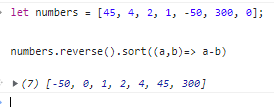 > let numbers = [45, 4, 2, 1, -50, 300, 0];
numbers.reverse().sort((a,b)=> a-b)
< ▸ (7) [-50, 0, 1, 2, 4, 45, 300]
>